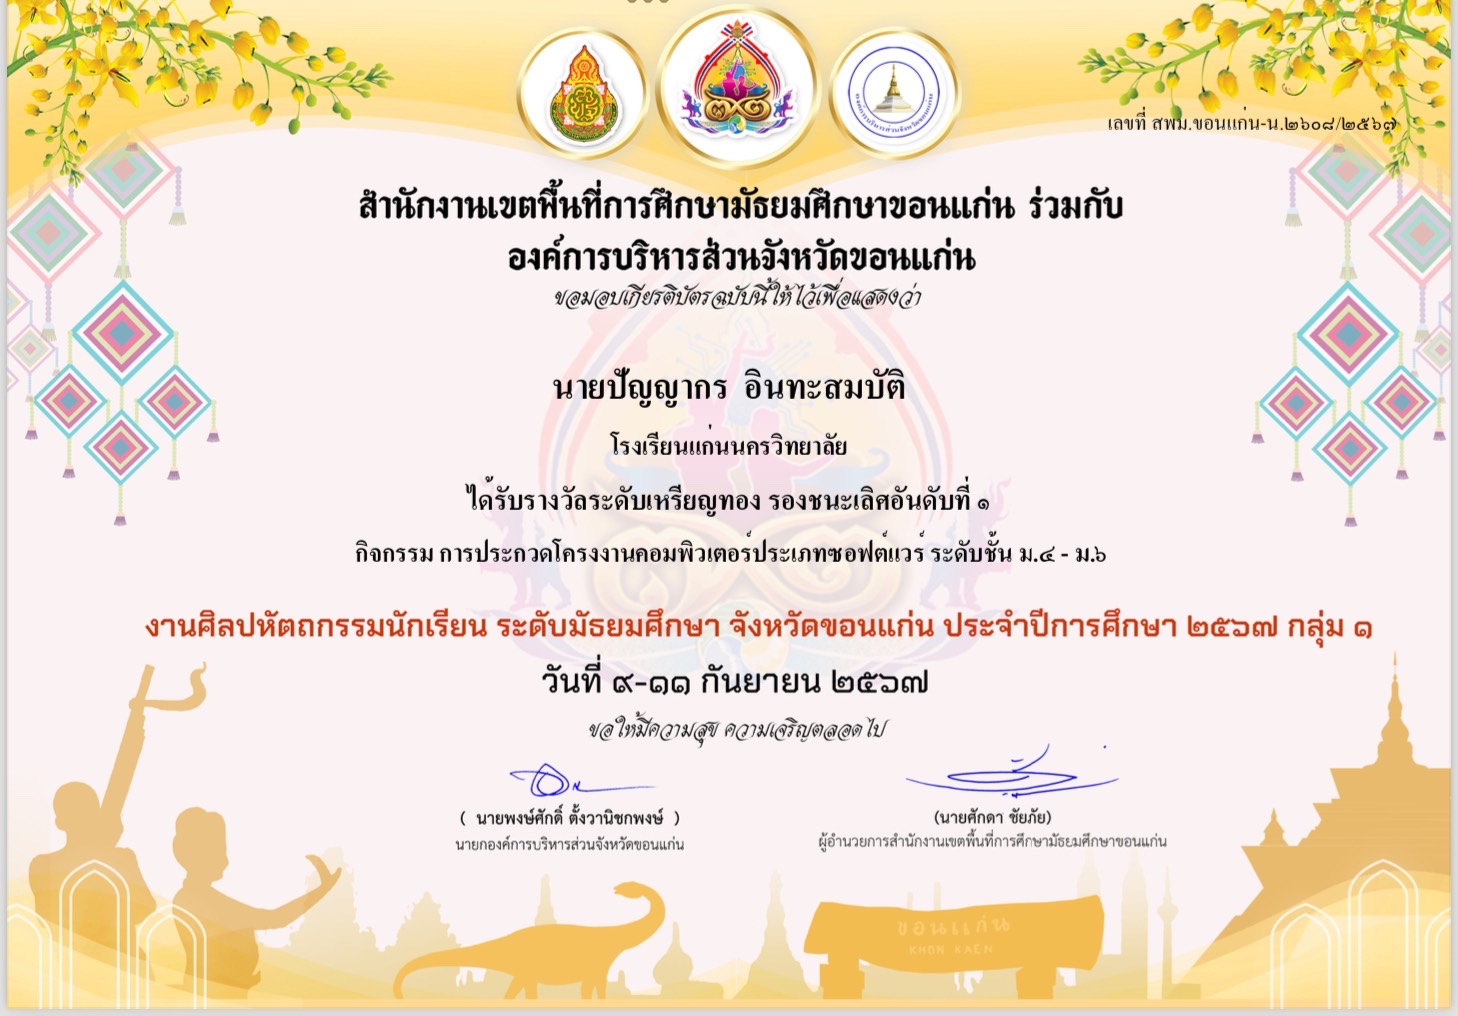 เลขที่ สพม.ขอนแก่น-น.๒๖๐๘/๒๕๖๗
สำนักงานเขตพื้นที่การศึกษามัธยมศึกษาขอนแก่น ร่วมกับ
องค์การบริหารส่วนจังหวัดขอนแก่น
ขอมอบเกียรติบัตรฉบับนี้ให้ไว้เพื่อแสดงว่า
นายปัญญากร อินทะสมบัติ
โรงเรียนแก่นนครวิทยาลัย
ได้รับรางวัลระดับเหรียญทอง รองชนะเลิศอันดับที่ ๑
กิจกรรม การประกวดโครงงานคอมพิวเตอร์ประเภทซอฟต์แวร์ ระดับชั้น ม.๔ - ม.๖
งานศิลปหัตถกรรมนักเรียน ระดับมัธยมศึกษา จังหวัดขอนแก่น ประจำปีการศึกษา ๒๕๖๗ กลุ่ม ๑
วันที่ ๙-๑๑ กันยายน ๒๕๖๗
ขอให้มีความสุข ความเจริญตลอดไป
( นายพงษ์ศักดิ์ ตั้งวานิชกพงษ์ )
นายกองค์การบริหารส่วนจังหวัดขอนแก่น
(นายศักดา ชัยภัย)
ผู้อำนวยการสำนักงานเขตพื้นที่การศึกษามัธยมศึกษาขอนแก่น
ขอนแก่น
KHON KAEN